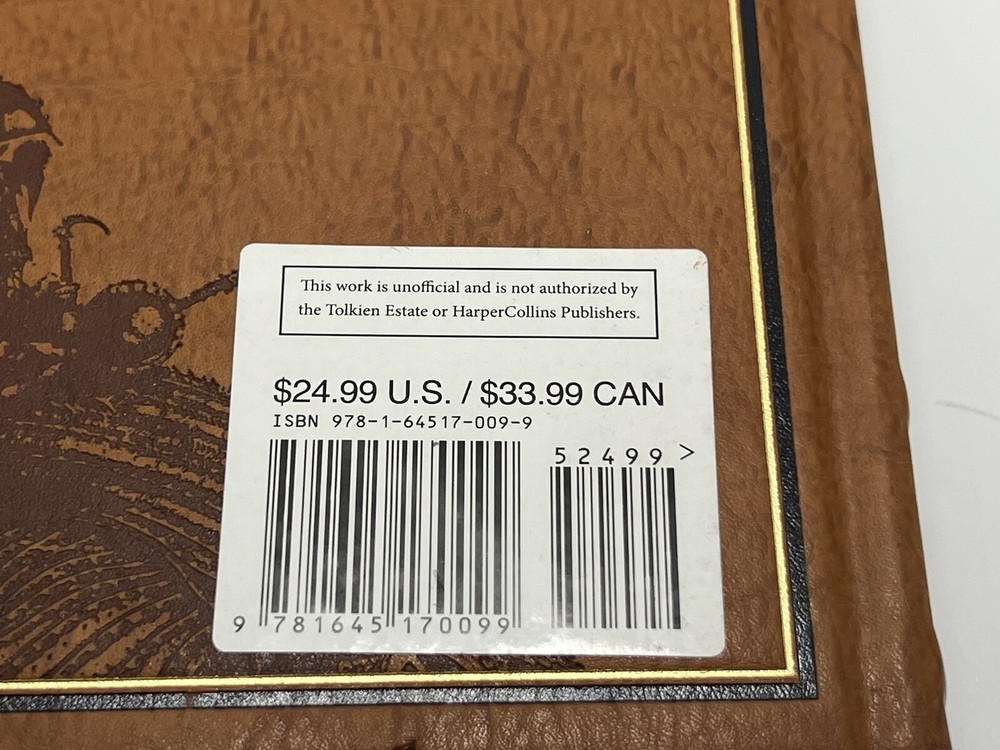 This work is unofficial and is not authorized by
the Tolkien Estate or HarperCollins Publishers.
$24.99 U.S. / $33.99 CAN
ISBN 978-1-64517-009-9
52499 >
9 781645 170099